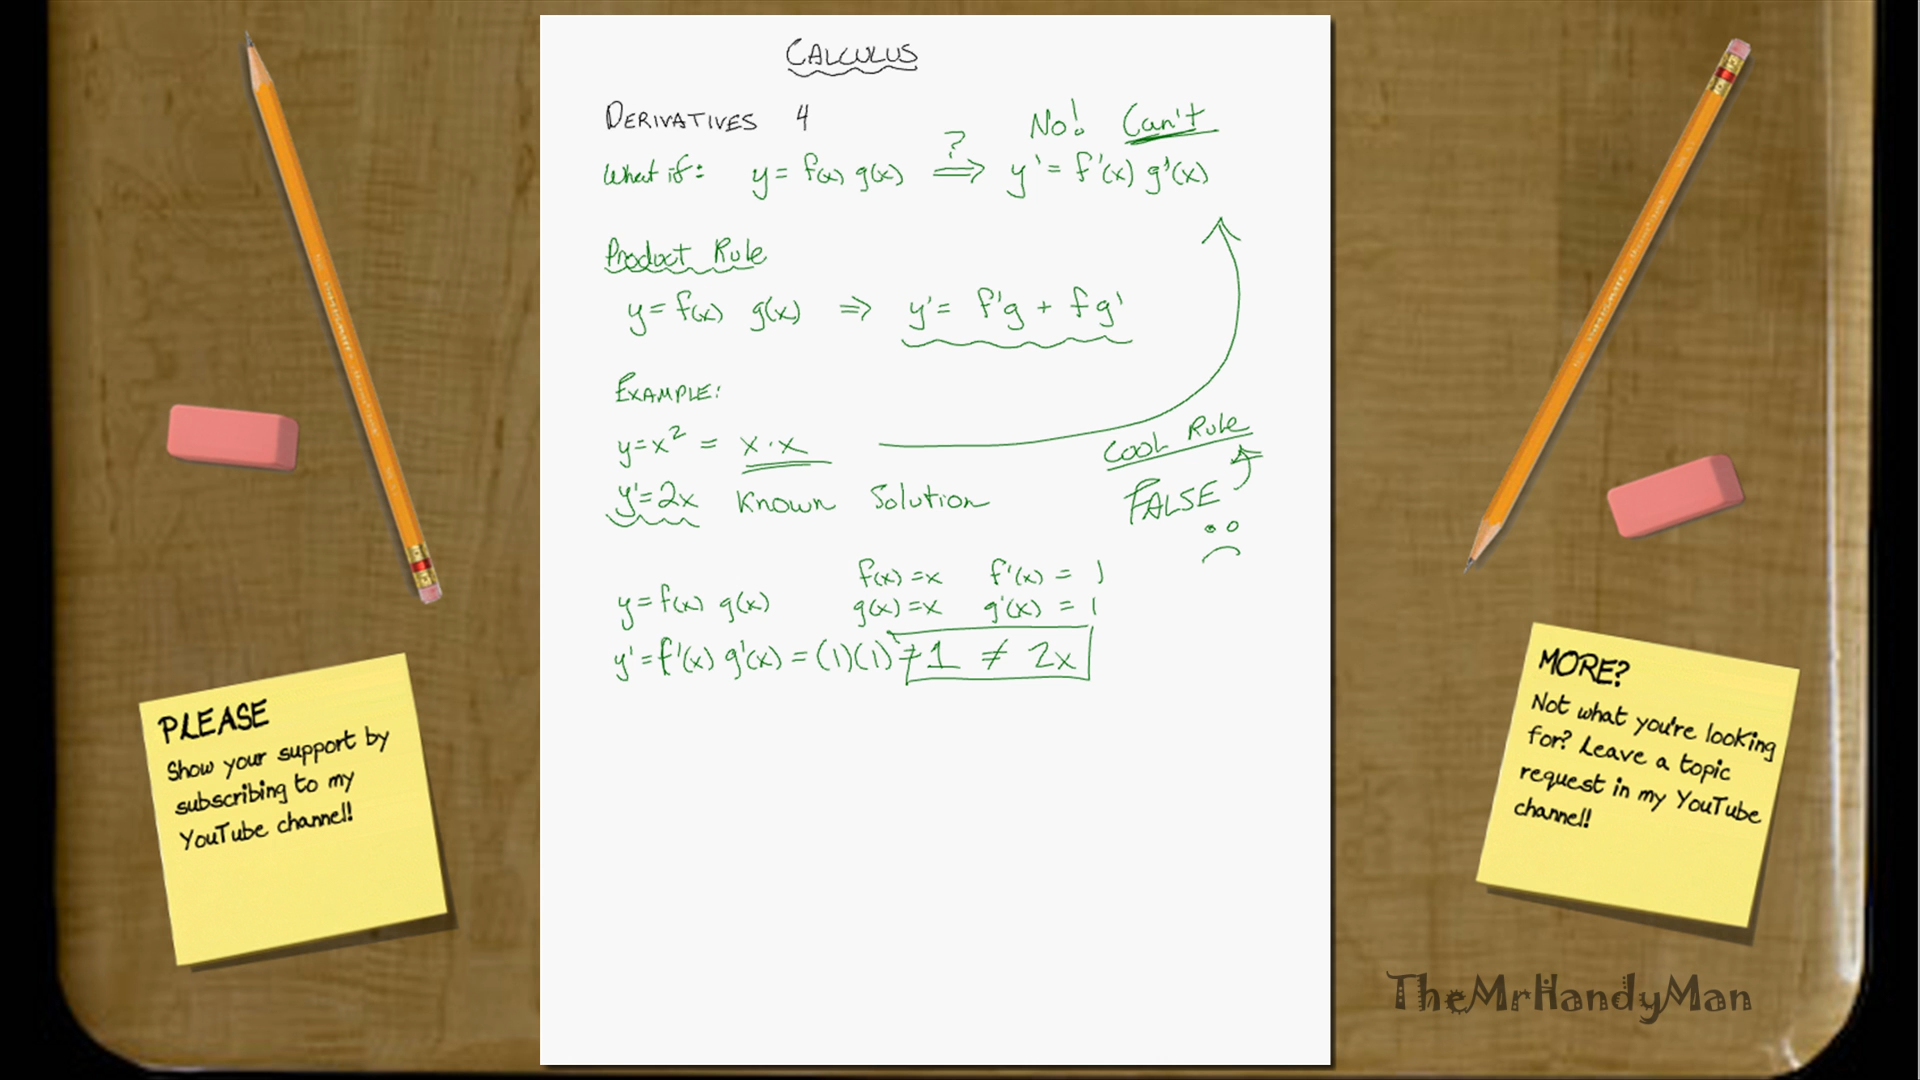 CALCULUS
DERIVATIVES 4
No! Can't
What if: y = f(x) g(x) ?⟹ y' = f'(x) g'(x)
Product Rule
y = f(x) g(x) ⟹ y' = f'g + fg'
EXAMPLE:
y = x² = x·x
COOL RULE
y' = 2x Known Solution
FALSE
f(x) = x f'(x) = 1
y = f(x) g(x)
g(x) = x g'(x) = 1
y' = f'(x) g'(x) = (1)(1) = 1 ≠ 2x
PLEASE
Show your support by
subscribing to my
YouTube channel!
MORE?
Not what you're looking
for? Leave a topic
request in my YouTube
channel!
TheMrHandyMan